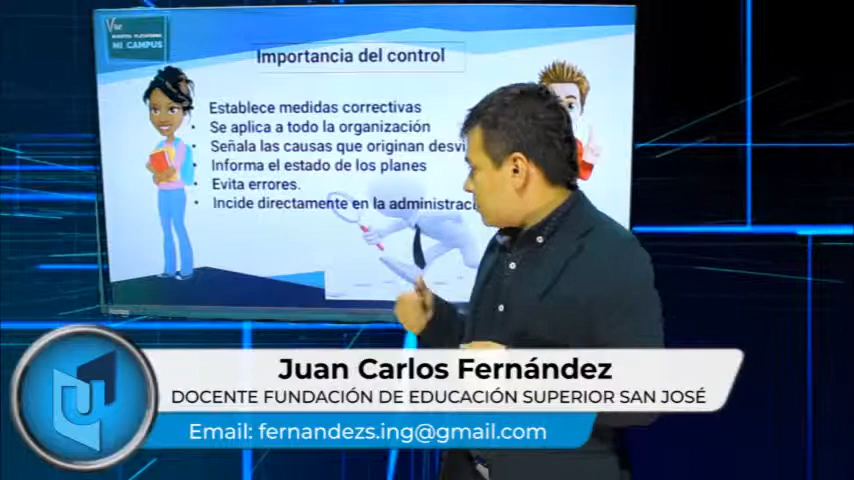 MI CAMPUS
Importancia del control
Establece medidas correctivas
• Se aplica a todo la organización
Señala las causas que originan desvi
• Informa el estado de los planes
• Evita errores.
• Incide directamente en la administrac
Juan Carlos Fernández
DOCENTE FUNDACIÓN DE EDUCACIÓN SUPERIOR SAN JOSÉ
Email: fernandezs.ing@gmail.com